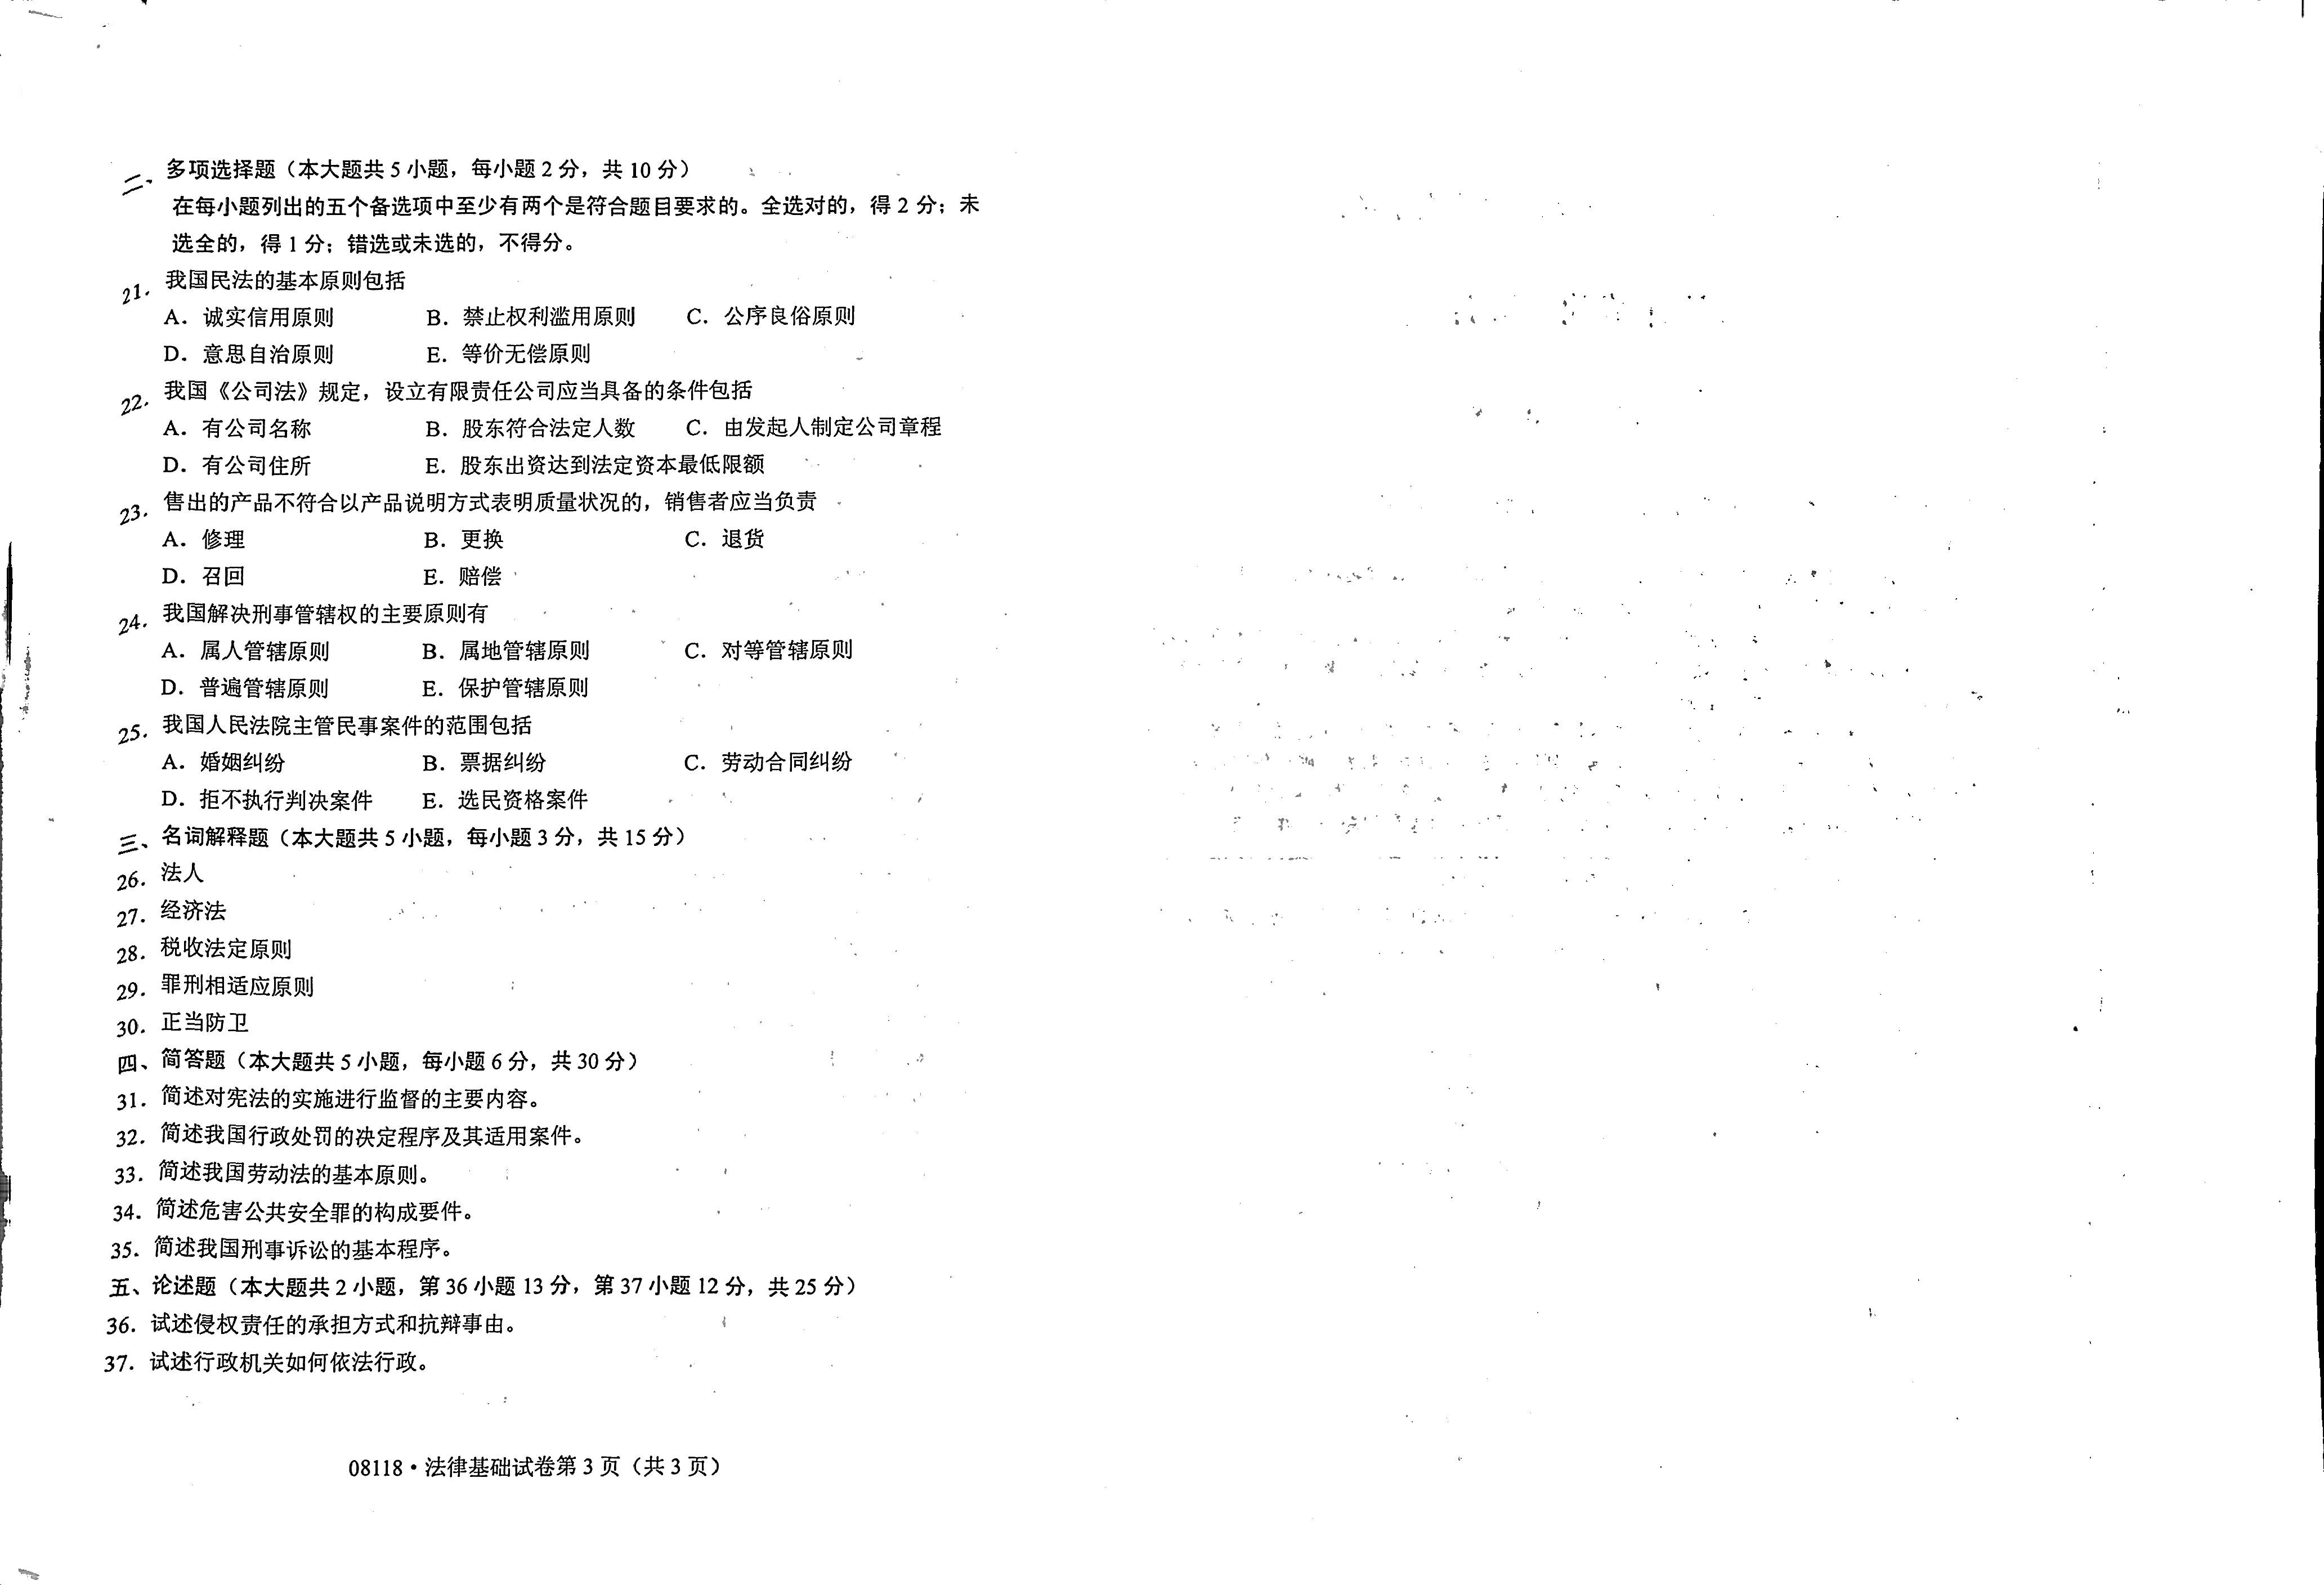 二、多项选择题（本大题共 5 小题，每小题 2 分，共 10 分）
在每小题列出的五个备选项中至少有两个是符合题目要求的。全选对的，得 2 分；未
选全的，得 1 分；错选或未选的，不得分。
21．我国民法的基本原则包括
A．诚实信用原则 B．禁止权利滥用原则 C．公序良俗原则
D．意思自治原则 E．等价无偿原则
22．我国《公司法》规定，设立有限责任公司应当具备的条件包括
A．有公司名称 B．股东符合法定人数 C．由发起人制定公司章程
D．有公司住所 E．股东出资达到法定资本最低限额
23．售出的产品不符合以产品说明方式表明质量状况的，销售者应当负责
A．修理 B．更换 C．退货
D．召回 E．赔偿
24．我国解决刑事管辖权的主要原则有
A．属人管辖原则 B．属地管辖原则 C．对等管辖原则
D．普遍管辖原则 E．保护管辖原则
25．我国人民法院主管民事案件的范围包括
A．婚姻纠纷 B．票据纠纷 C．劳动合同纠纷
D．拒不执行判决案件 E．选民资格案件
三、名词解释题（本大题共 5 小题，每小题 3 分，共 15 分）
26．法人
27．经济法
28．税收法定原则
29．罪刑相适应原则
30．正当防卫
四、简答题（本大题共 5 小题，每小题 6 分，共 30 分）
31．简述对宪法的实施进行监督的主要内容。
32．简述我国行政处罚的决定程序及其适用案件。
33．简述我国劳动法的基本原则。
34．简述危害公共安全罪的构成要件。
35．简述我国刑事诉讼的基本程序。
五、论述题（本大题共 2 小题，第 36 小题 13 分，第 37 小题 12 分，共 25 分）
36．试述侵权责任的承担方式和抗辩事由。
37．试述行政机关如何依法行政。
08118·法律基础试卷第 3 页（共 3 页）